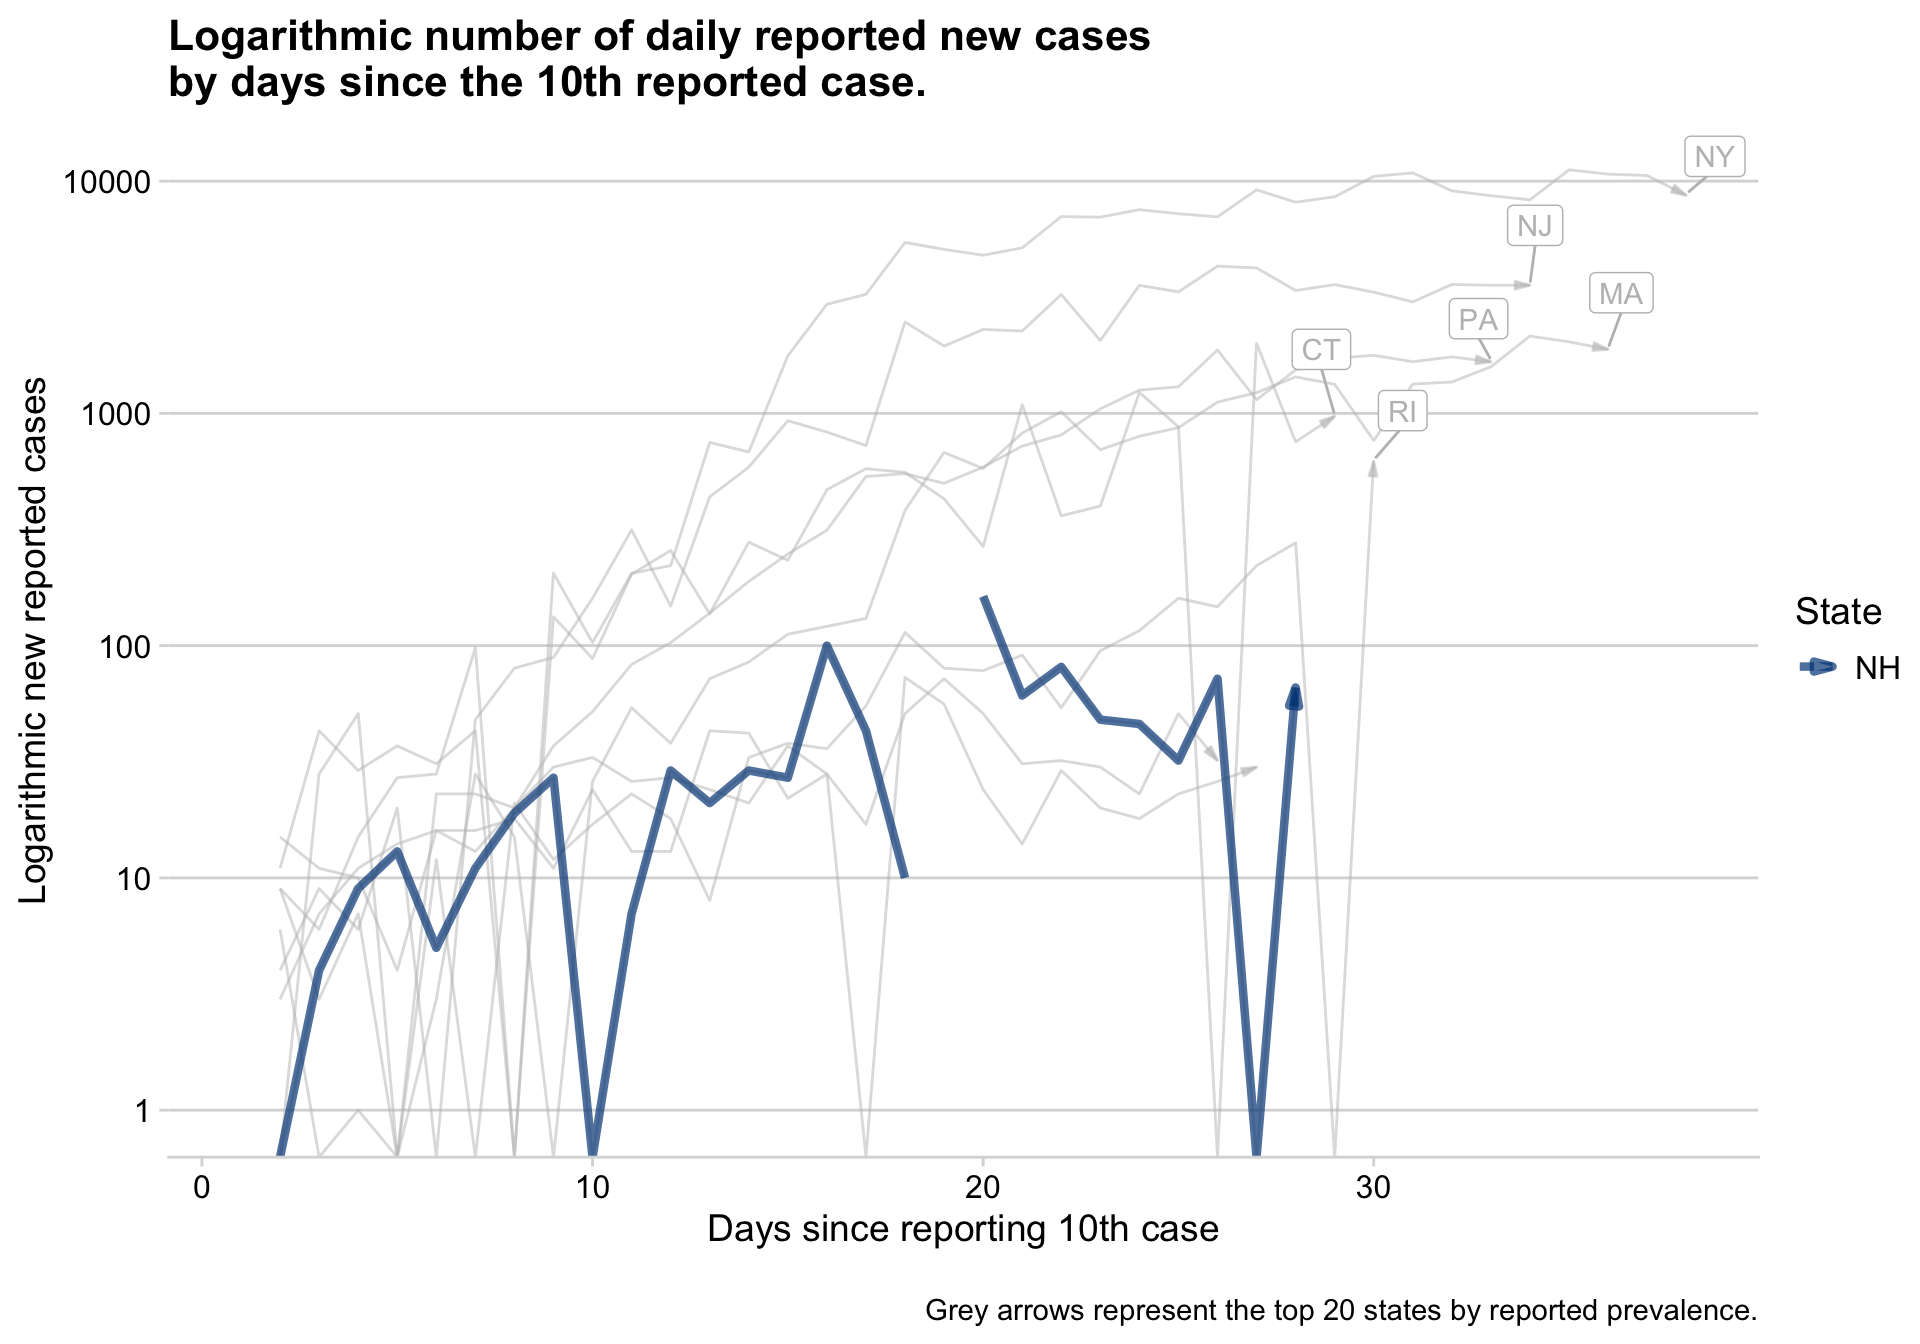 Logarithmic number of daily reported new cases
by days since the 10th reported case.
Logarithmic new reported cases
10000
1000
100
10
1
NY
NJ
MA
PA
CT
RI
State
NH
0
10
20
30
Days since reporting 10th case
Grey arrows represent the top 20 states by reported prevalence.